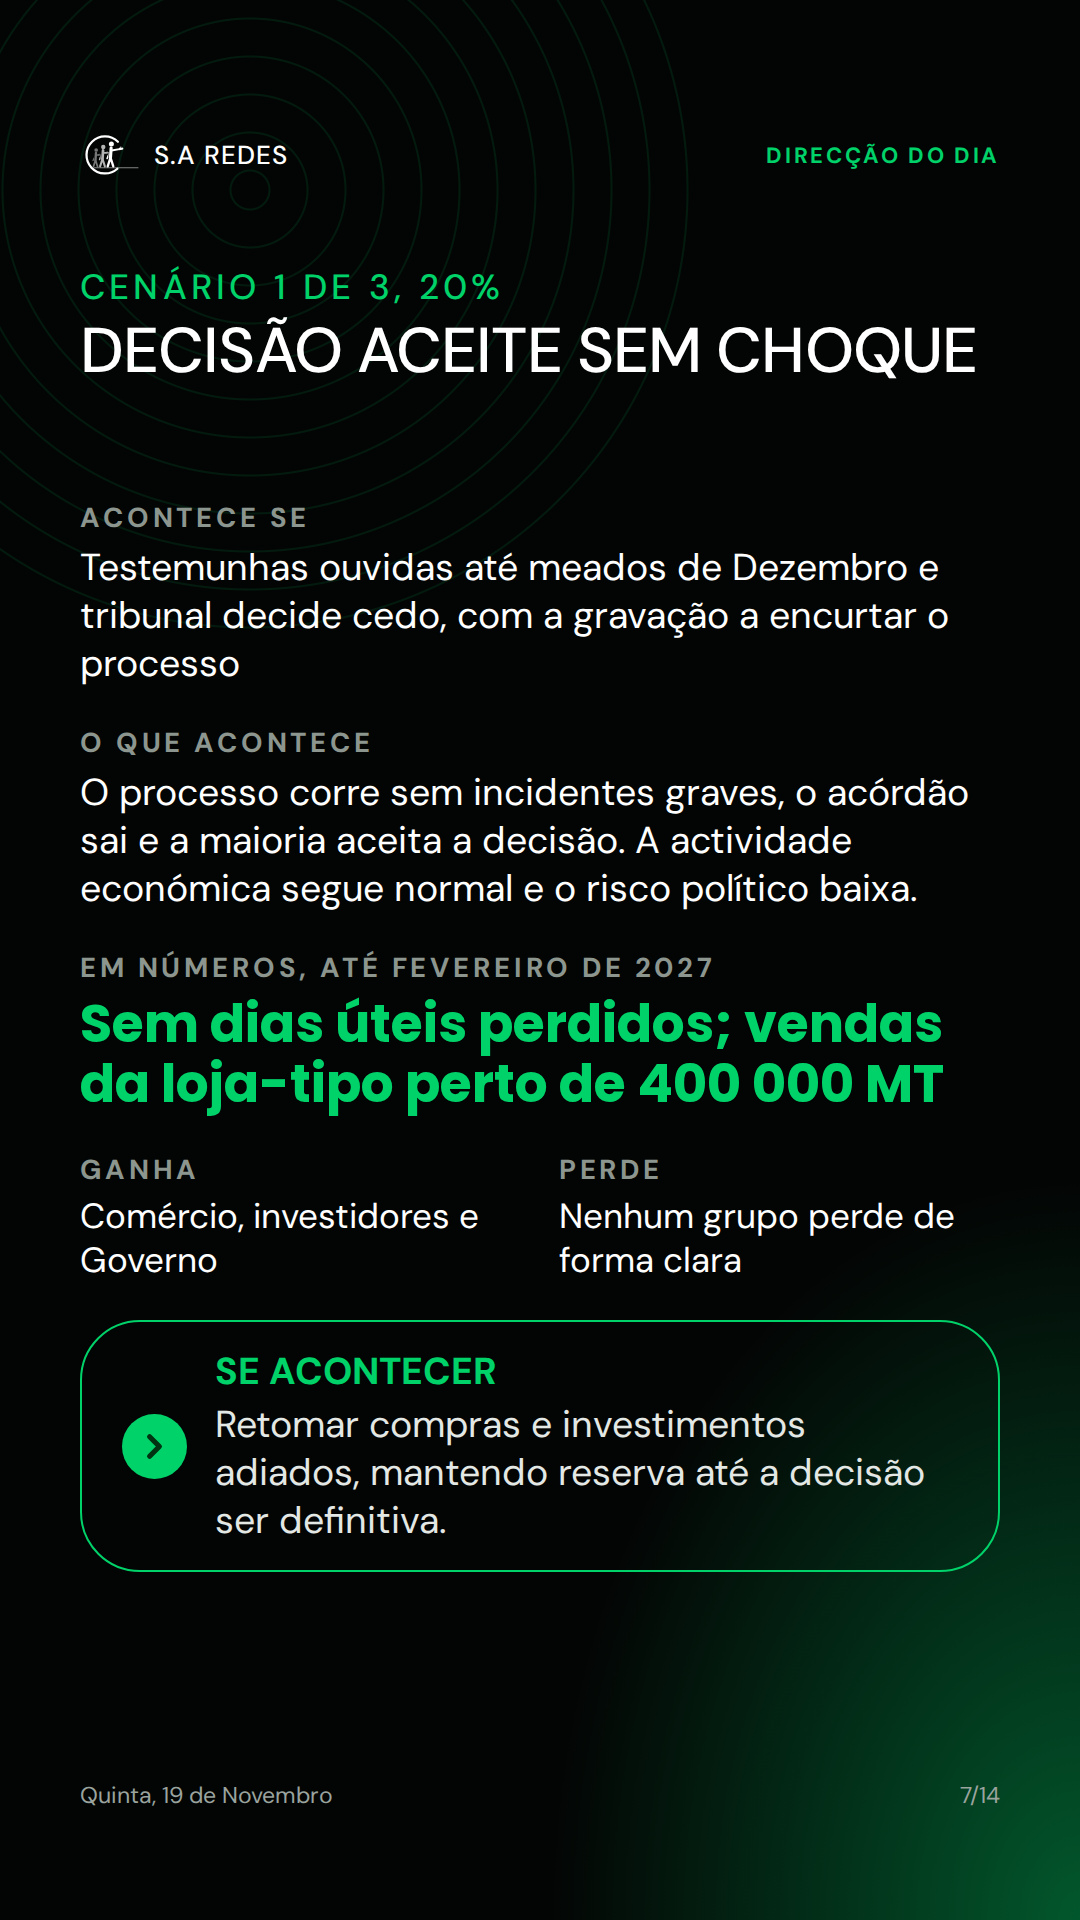 S.A REDES
DIRECÇÃO DO DIA
CENÁRIO 1 DE 3, 20%
DECISÃO ACEITE SEM CHOQUE
ACONTECE SE
Testemunhas ouvidas até meados de Dezembro e
tribunal decide cedo, com a gravação a encurtar o
processo
O QUE ACONTECE
O processo corre sem incidentes graves, o acórdão
sai e a maioria aceita a decisão. A actividade
económica segue normal e o risco político baixa.
EM NÚMEROS, ATÉ FEVEREIRO DE 2027
Sem dias úteis perdidos; vendas
da loja-tipo perto de 400 000 MT
GANHA
Comércio, investidores e
Governo
PERDE
Nenhum grupo perde de
forma clara
SE ACONTECER
Retomar compras e investimentos
adiados, mantendo reserva até a decisão
ser definitiva.
Quinta, 19 de Novembro
7/14